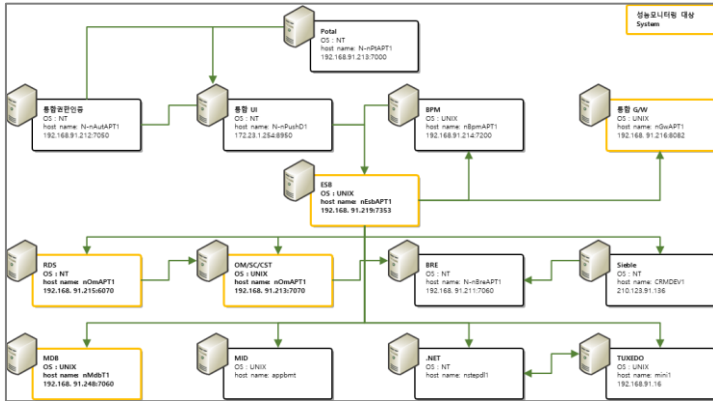 성능모니터링 대상
System
Potal
OS : NT
host name: N-nPtAPT1
192.168.91.213:7000
통합권한인증
OS : NT
host name: N-nAutAPT1
192.168.91.212:7050
통합 UI
OS : NT
host name: N-nPushD1
172.23.1.254:8950
BPM
OS : UNIX
host name: nBpmAPT1
192.168.91.214:7200
통합 G/W
OS : UNIX
host name: nGwAPT1
192.168. 91.216:8082
ESB
OS : UNIX
host name: nEsbAPT1
192.168. 91.219:7353
RDS
OS : NT
host name: nOmAPT1
192.168. 91.215:6070
OM/SC/CST
OS : UNIX
host name: nOmAPT1
192.168. 91.213:7070
BRE
OS : NT
host name: N-nBreAPT1
192.168. 91.211:7060
Sieble
OS : NT
host name: CRMDEV1
210.123.91.136
MDB
OS : UNIX
host name: nMdbT1
192.168. 91.248:7060
MID
OS : UNIX
host name: appbmt
.NET
OS : NT
host name: nstepdl1
TUXEDO
OS : UNIX
host name: mini1
192.168.91.16